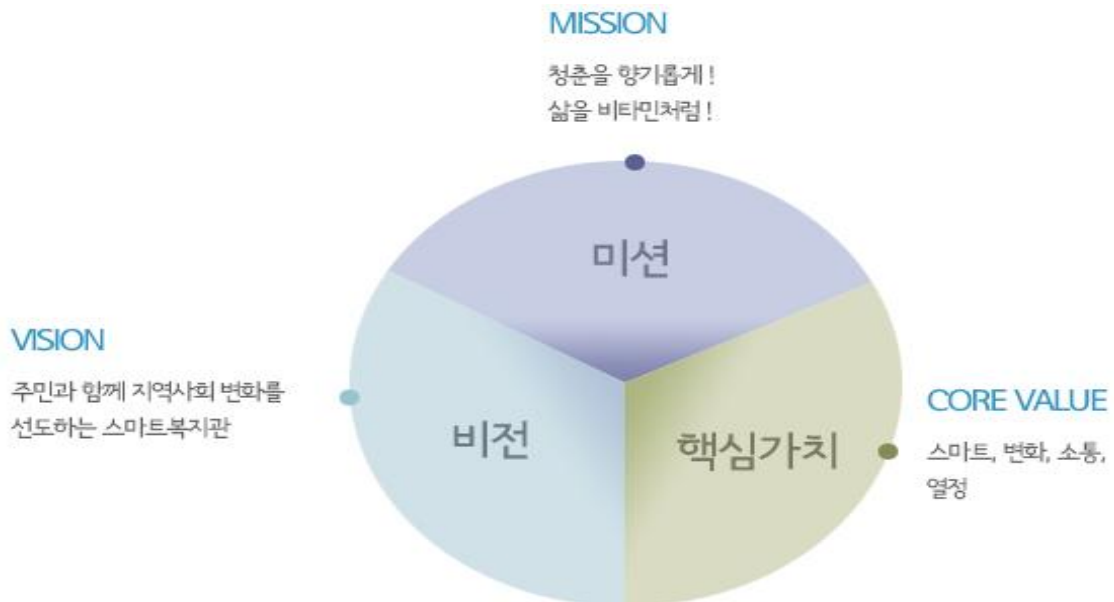 MISSION
청춘을 향기롭게 !
삶을 비타민처럼 !
미션
VISION
주민과 함께 지역사회 변화를
선도하는 스마트복지관
비전
핵심가치
CORE VALUE
스마트, 변화, 소통,
열정